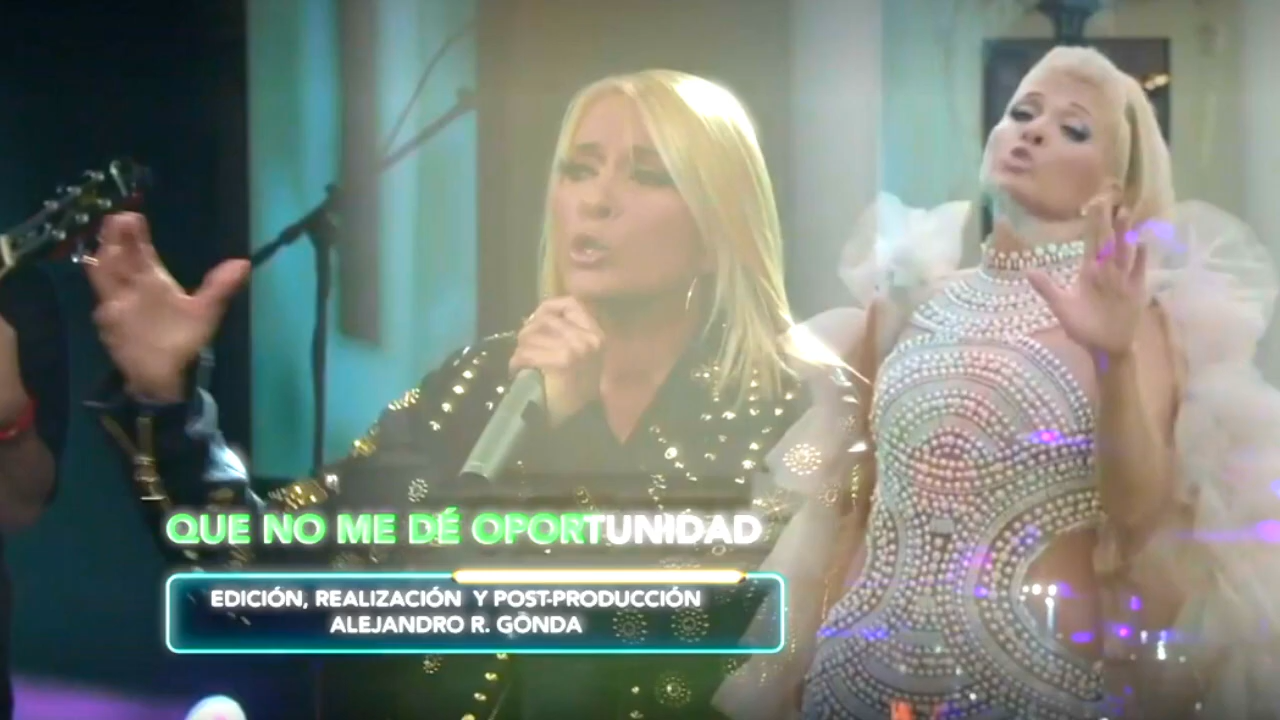 QUE NO ME DÉ OPORTUNIDAD
EDICIÓN, REALIZACIÓN Y POST-PRODUCCIÓN
ALEJANDRO R. GONDA